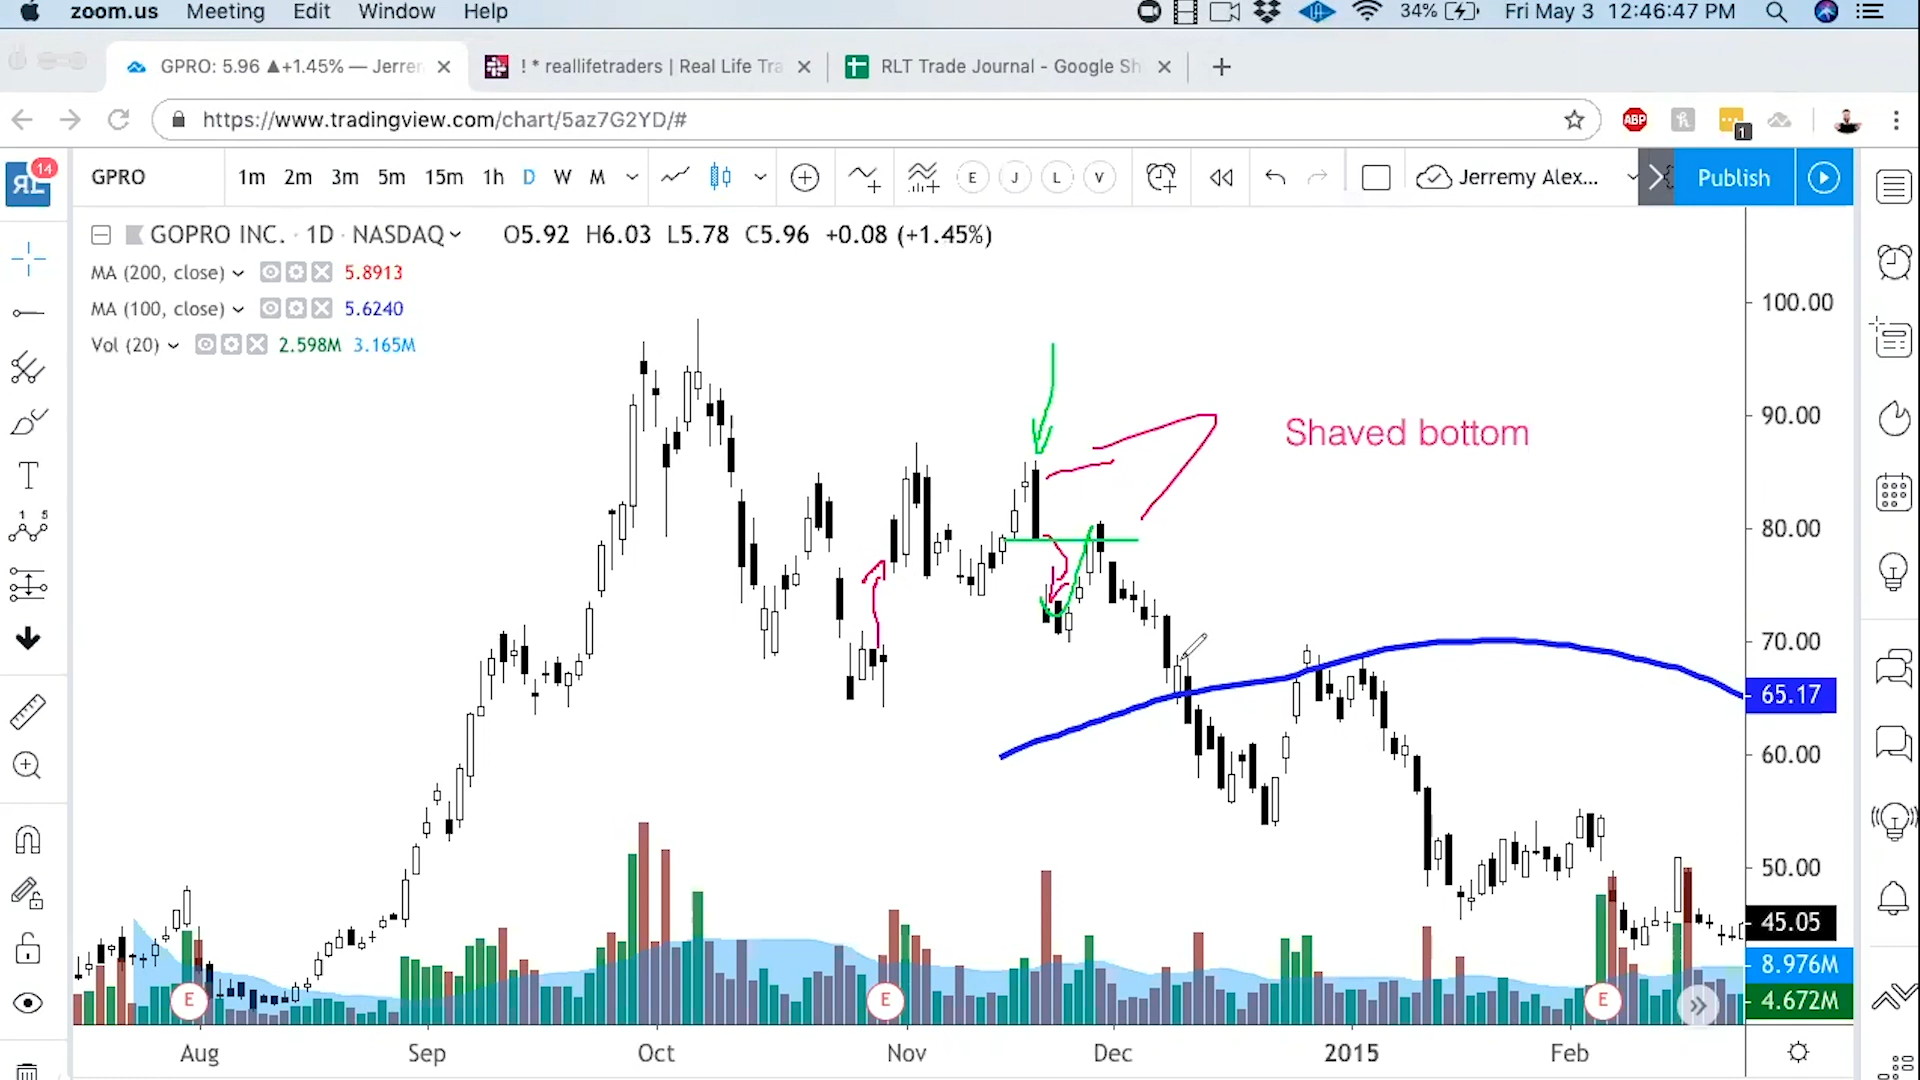 zoom.us Meeting Edit Window Help 34% Fri May 3 12:46:47 PM
GPRO: 5.96 ▲+1.45% — Jerrer ! * reallifetraders | Real Life Tra RLT Trade Journal - Google Sh
https://www.tradingview.com/chart/5az7G2YD/# ABP 1
14 GPRO 1m 2m 3m 5m 15m 1h D W M E J L V Jerremy Alex... Publish
GOPRO INC. · 1D · NASDAQ O5.92 H6.03 L5.78 C5.96 +0.08 (+1.45%)
MA (200, close) 5.8913
MA (100, close) 5.6240
Vol (20) 2.598M 3.165M
100.00
90.00
Shaved bottom
80.00
70.00
65.17
60.00
50.00
45.05
8.976M
4.672M
E E E
Aug Sep Oct Nov Dec 2015 Feb